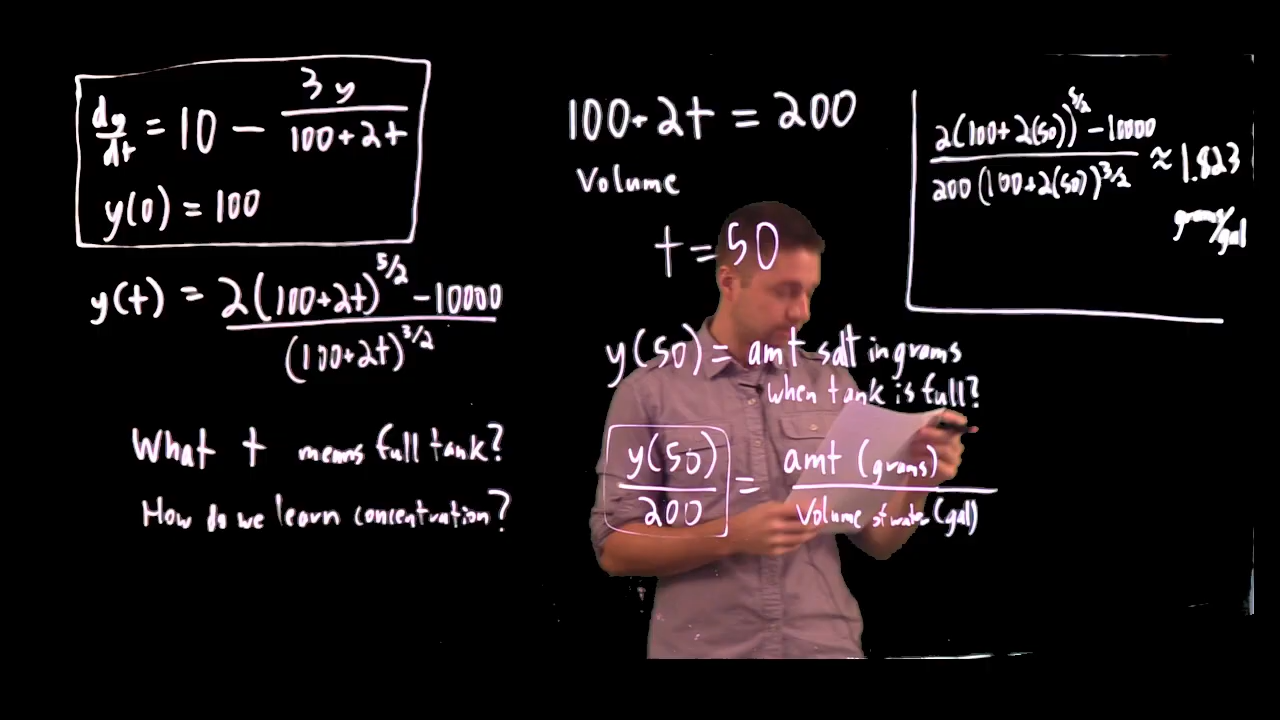 dy/dt = 10 - 3y/(100+2t)
y(0) = 100
y(t) = (2(100+2t)^(5/2) - 10000)/(100+2t)^(3/2)
What t means full tank?
How do we learn concentration?
100+2t = 200
Volume
t = 50
y(50) = amt salt in grams
when tank is full?
y(50)/200 = amt (grams)/Volume of water (gal)
(2(100+2(50))^(5/2) - 10000)/(200(100+2(50))^(3/2)) ≈ 1.823
grams/gal